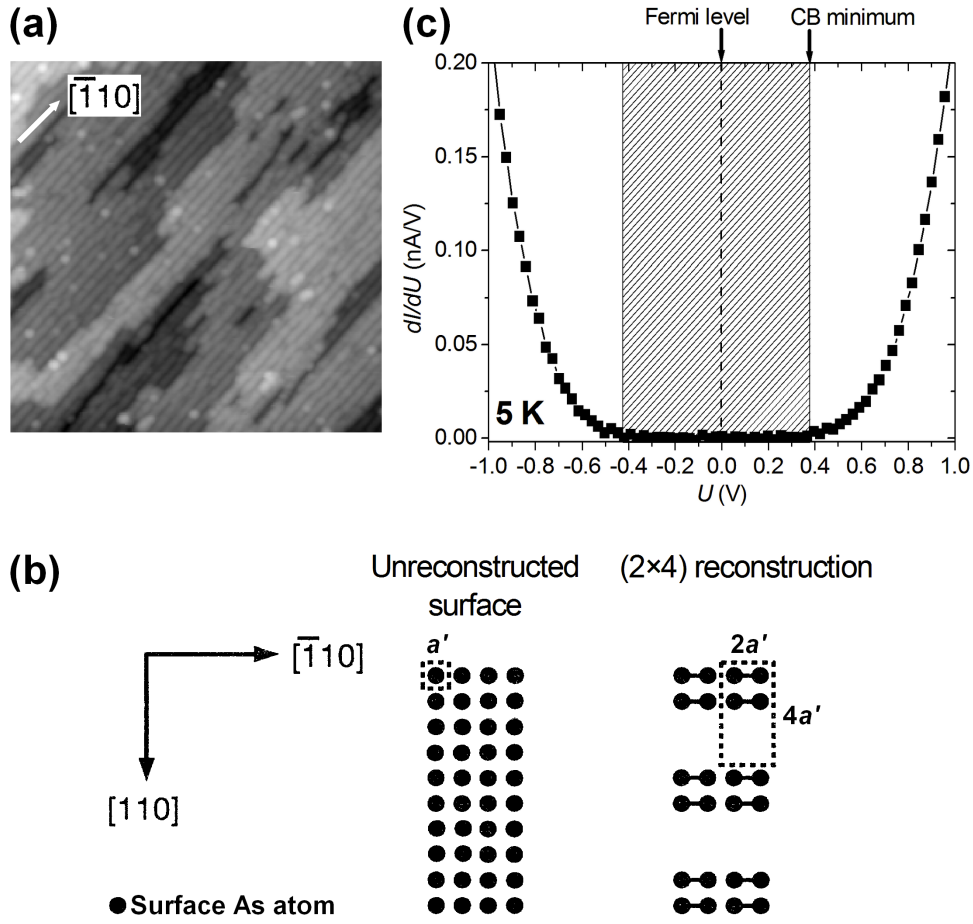 (a)
[1̅10]
(c)
Fermi level
CB minimum
0.20
0.15
0.10
0.05
0.00
dI/dU (nA/V)
5 K
-1.0 -0.8 -0.6 -0.4 -0.2 0.0 0.2 0.4 0.6 0.8 1.0
U (V)
(b)
Unreconstructed
surface
(2×4) reconstruction
[1̅10]
[110]
a'
2a'
4a'
Surface As atom